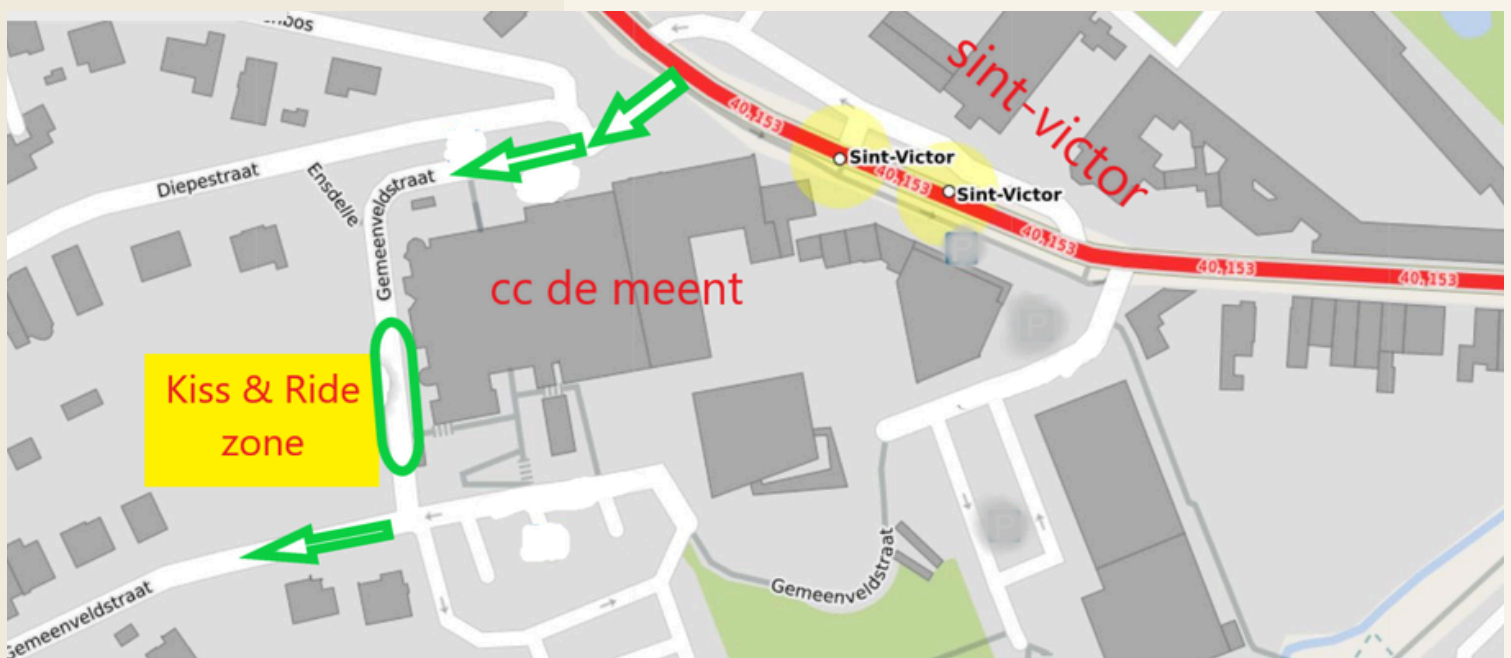 nbos
40, 153
sint-victor
Sint-Victor
40, 153
Sint-Victor
Diepestraat
Ensdelle
Gemeenveldstraat
40, 153
40, 153
40, 153
P
cc de meent
P
Kiss & Ride
zone
P
Gemeenveldstraat
Gemeenveldstraat